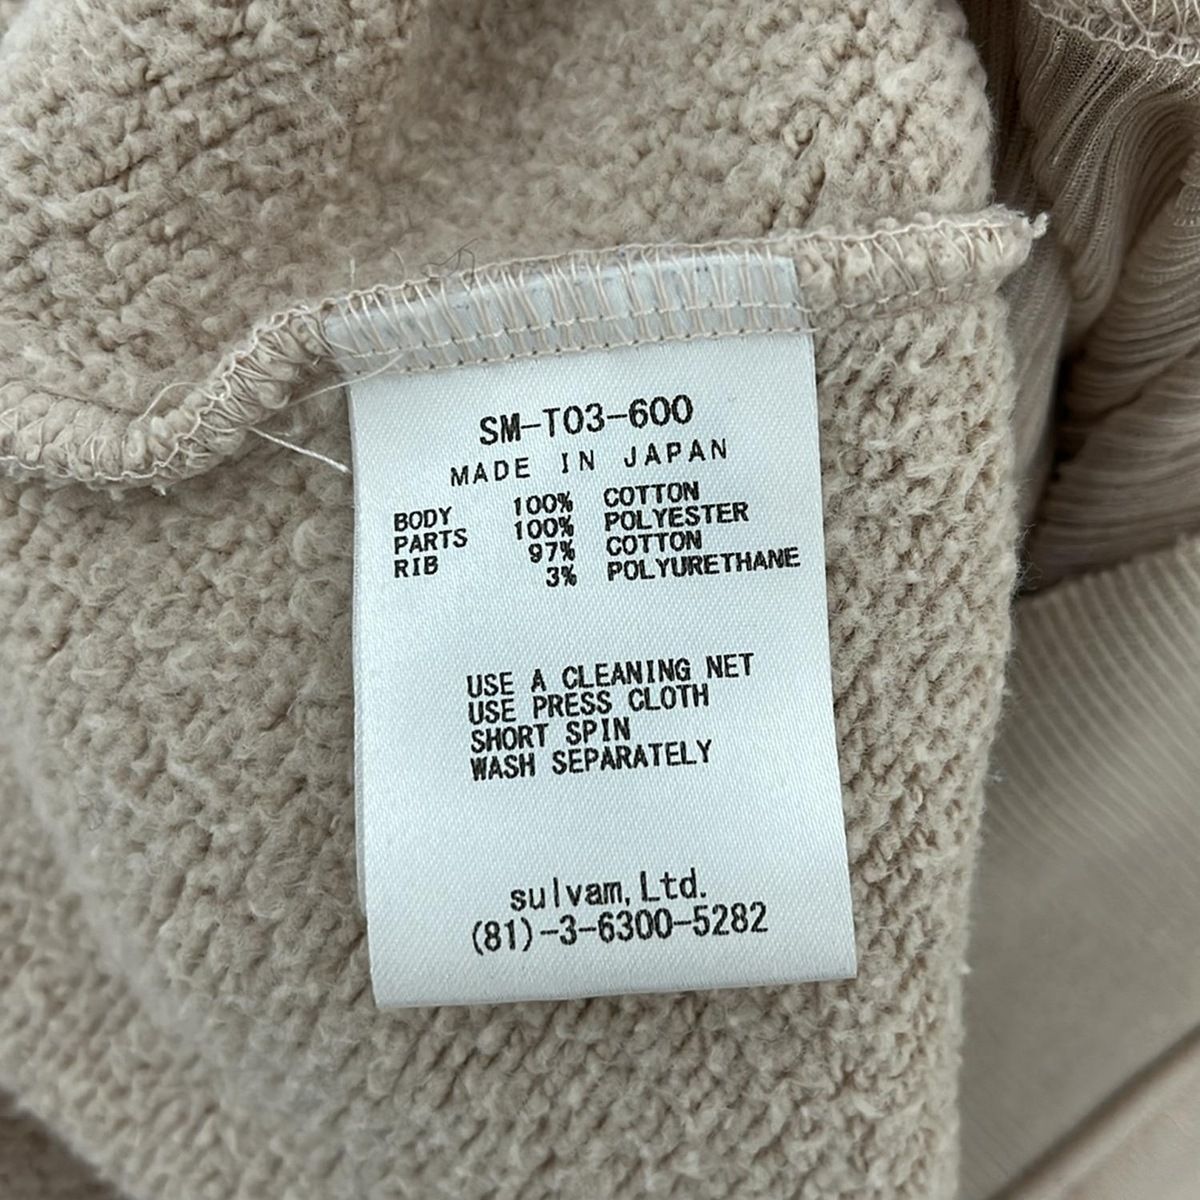 SM-T03-600
MADE IN JAPAN
BODY 100% COTTON
PARTS 100% POLYESTER
RIB 97% COTTON
3% POLYURETHANE
USE A CLEANING NET
USE PRESS CLOTH
SHORT SPIN
WASH SEPARATELY
sulvam, Ltd.
(81)-3-6300-5282